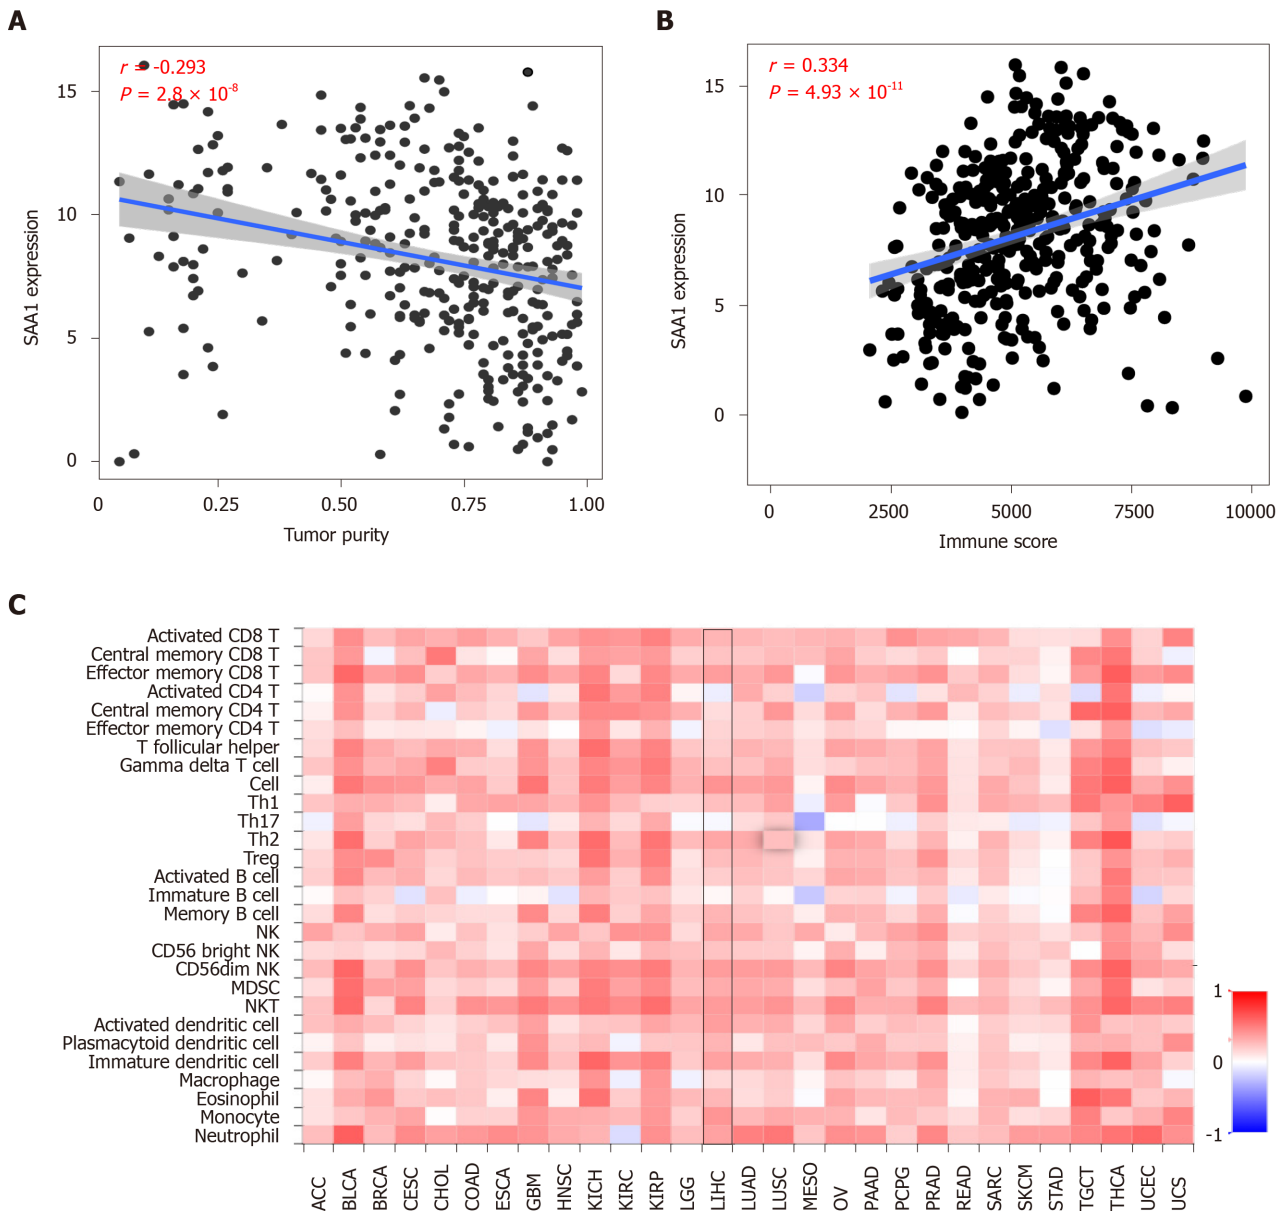 A
r = -0.293
P = 2.8 × 10-8
15
10
5
0
SAA1 expression
0
0.25
0.50
0.75
1.00
Tumor purity
B
r = 0.334
P = 4.93 × 10-11
15
10
5
0
SAA1 expression
0
2500
5000
7500
10000
Immune score
C
Activated CD8 T
Central memory CD8 T
Effector memory CD8 T
Activated CD4 T
Central memory CD4 T
Effector memory CD4 T
T follicular helper
Gamma delta T cell
Cell
Th1
Th17
Th2
Treg
Activated B cell
Immature B cell
Memory B cell
NK
CD56 bright NK
CD56dim NK
MDSC
NKT
Activated dendritic cell
Plasmacytoid dendritic cell
Immature dendritic cell
Macrophage
Eosinophil
Monocyte
Neutrophil
ACC
BLCA
BRCA
CESC
CHOL
COAD
ESCA
GBM
HNSC
KICH
KIRC
KIRP
LGG
LIHC
LUAD
LUSC
MESO
OV
PAAD
PCPG
PRAD
READ
SARC
SKCM
STAD
TGCT
THCA
UCEC
UCS
1
0
-1